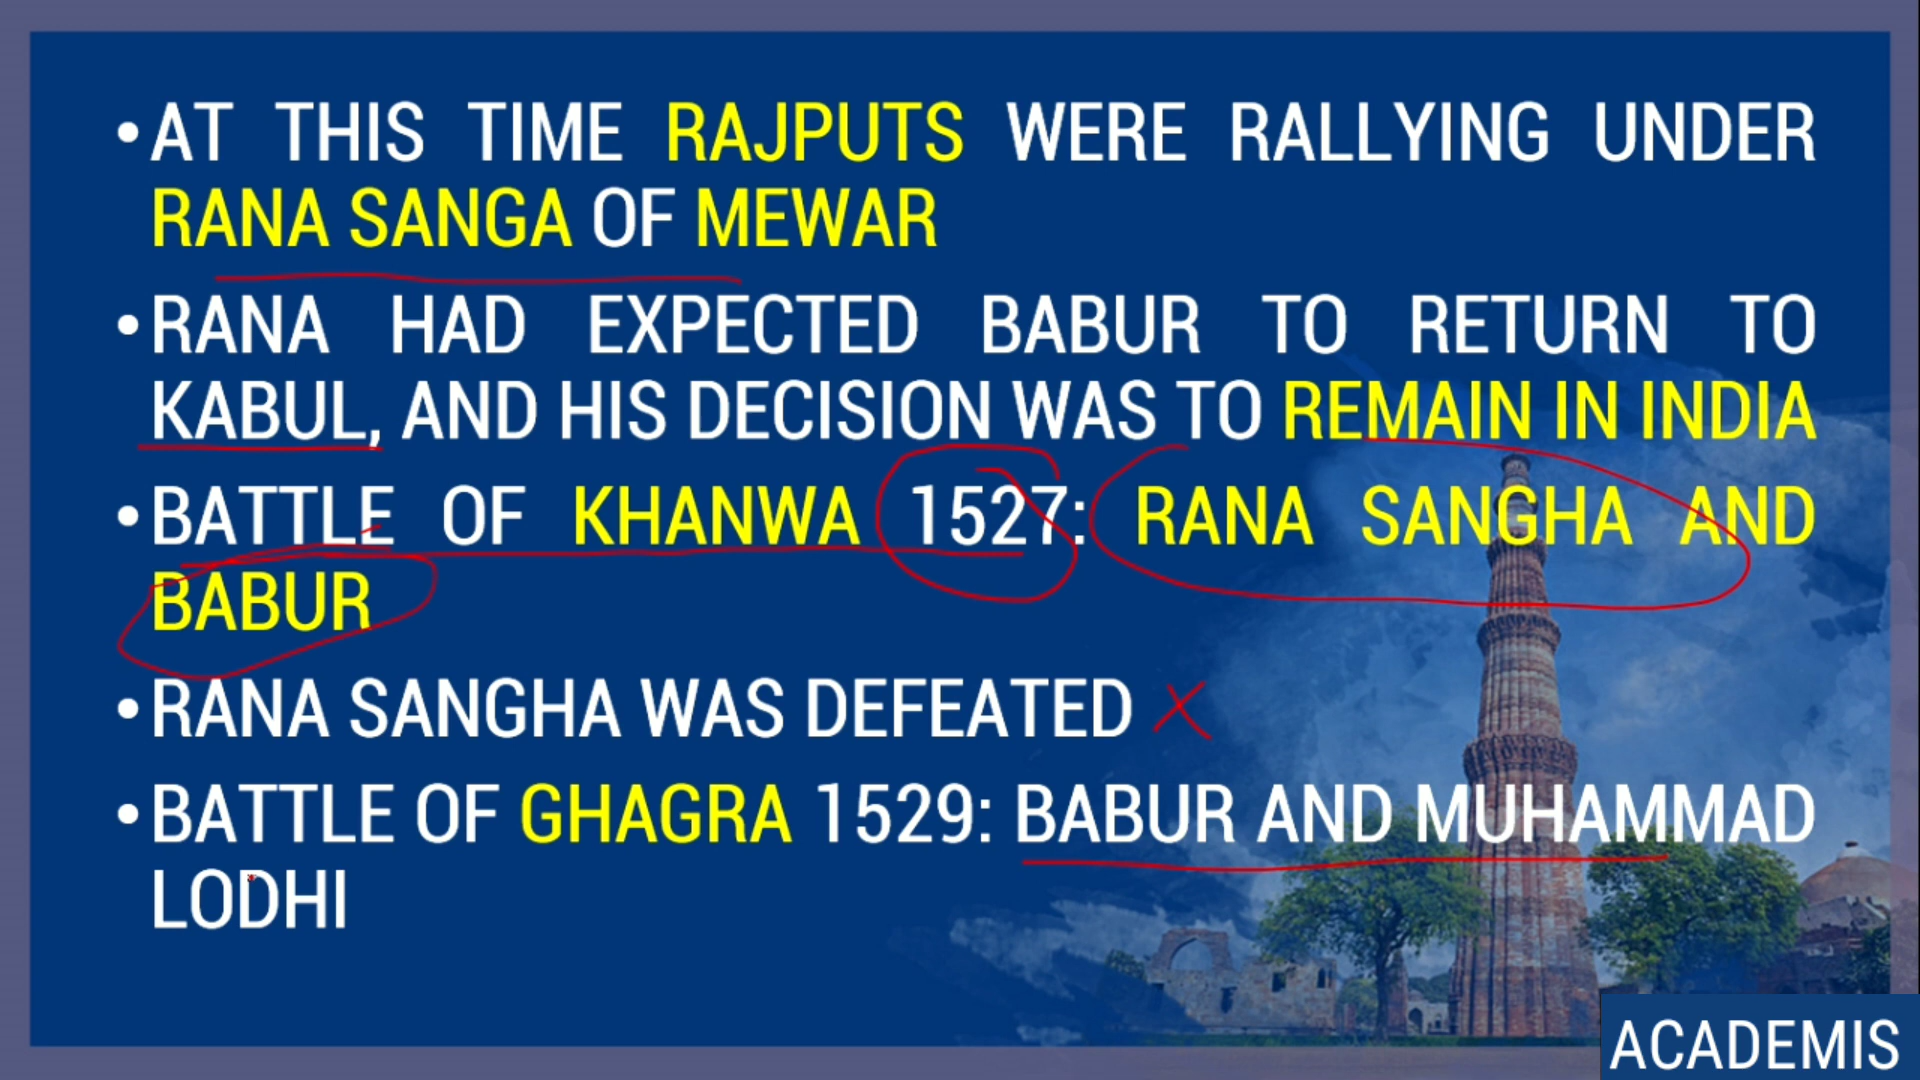 •AT THIS TIME RAJPUTS WERE RALLYING UNDER
RANA SANGA OF MEWAR
•RANA HAD EXPECTED BABUR TO RETURN TO
KABUL, AND HIS DECISION WAS TO REMAIN IN INDIA
•BATTLE OF KHANWA 1527: RANA SANGHA AND
BABUR
•RANA SANGHA WAS DEFEATED
•BATTLE OF GHAGRA 1529: BABUR AND MUHAMMAD
LODHI
ACADEMIS